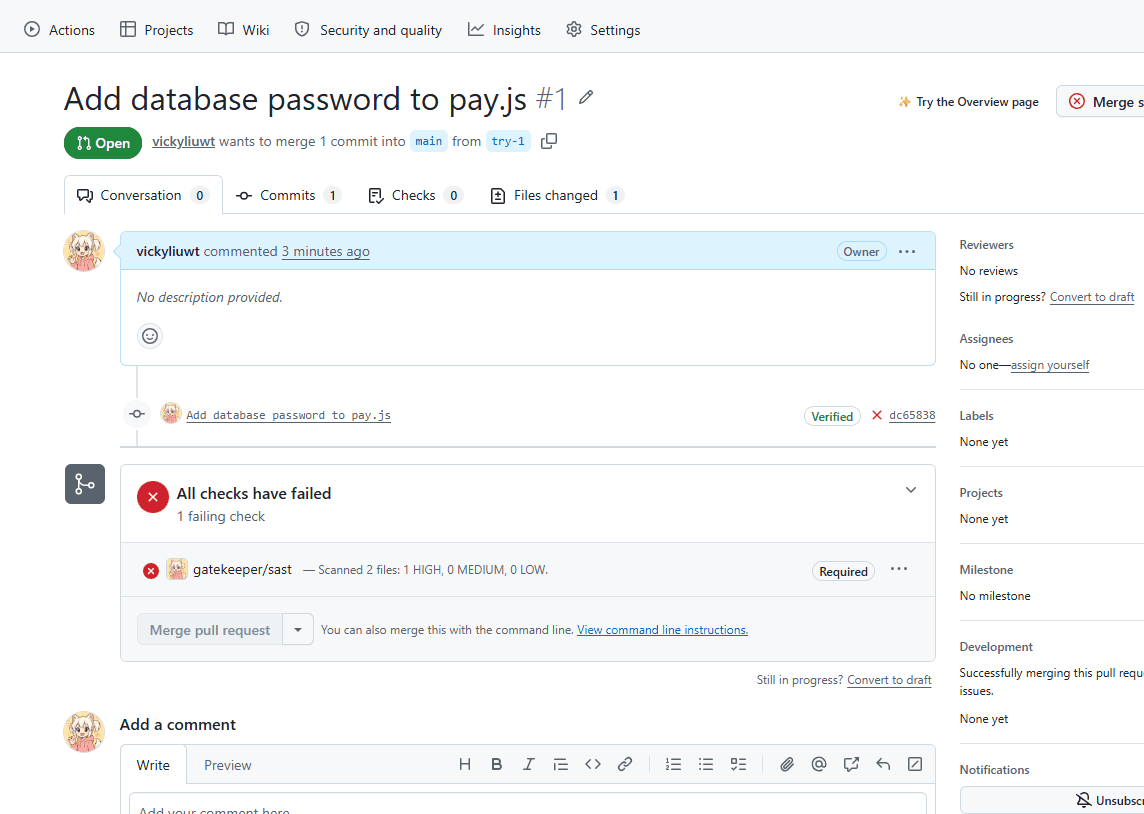 Actions Projects Wiki Security and quality Insights Settings
Add database password to pay.js #1
Try the Overview page Merge s
Open vickyliuwt wants to merge 1 commit into main from try-1
Conversation 0 Commits 1 Checks 0 Files changed 1
vickyliuwt commented 3 minutes ago Owner
No description provided.
Add database password to pay.js Verified dc65838
All checks have failed
1 failing check
gatekeeper/sast — Scanned 2 files: 1 HIGH, 0 MEDIUM, 0 LOW. Required
Merge pull request You can also merge this with the command line. View command line instructions.
Still in progress? Convert to draft
Add a comment
Write Preview
Add your comment here
Reviewers
No reviews
Still in progress? Convert to draft
Assignees
No one—assign yourself
Labels
None yet
Projects
None yet
Milestone
No milestone
Development
Successfully merging this pull requ
issues.
None yet
Notifications
Unsubscr